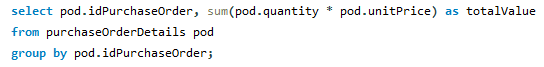 select pod.idPurchaseOrder, sum(pod.quantity * pod.unitPrice) as totalValue
from purchaseOrderDetails pod
group by pod.idPurchaseOrder;